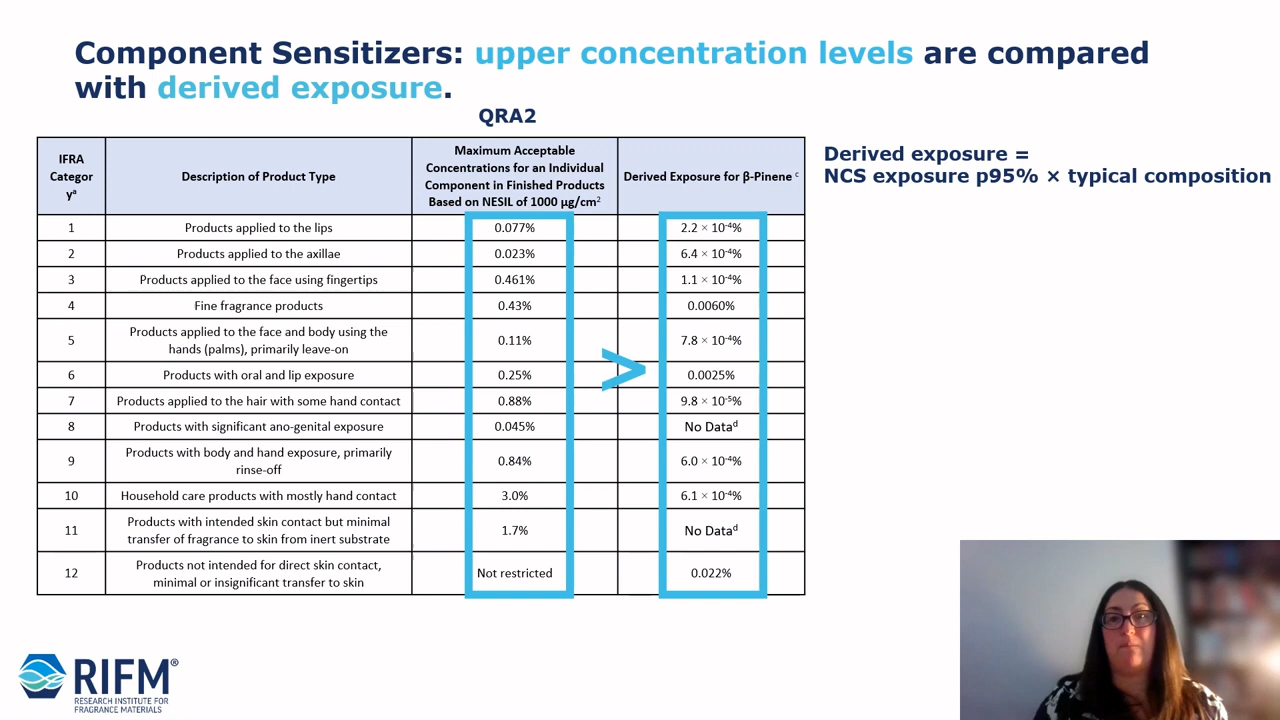 Component Sensitizers: upper concentration levels are compared
with derived exposure.
QRA2
IFRA
Categor
yᵃ
Description of Product Type
Maximum Acceptable
Concentrations for an Individual
Component in Finished Products
Based on NESIL of 1000 µg/cm²
Derived Exposure for β-Pinene ᶜ
1 Products applied to the lips 0.077% 2.2 × 10⁻⁴%
2 Products applied to the axillae 0.023% 6.4 × 10⁻⁴%
3 Products applied to the face using fingertips 0.461% 1.1 × 10⁻⁴%
4 Fine fragrance products 0.43% 0.0060%
5 Products applied to the face and body using the
hands (palms), primarily leave-on 0.11% 7.8 × 10⁻⁴%
6 Products with oral and lip exposure 0.25% 0.0025%
7 Products applied to the hair with some hand contact 0.88% 9.8 × 10⁻⁵%
8 Products with significant ano-genital exposure 0.045% No Dataᵈ
9 Products with body and hand exposure, primarily
rinse-off 0.84% 6.0 × 10⁻⁴%
10 Household care products with mostly hand contact 3.0% 6.1 × 10⁻⁴%
11 Products with intended skin contact but minimal
transfer of fragrance to skin from inert substrate 1.7% No Dataᵈ
12 Products not intended for direct skin contact,
minimal or insignificant transfer to skin Not restricted 0.022%
>
Derived exposure =
NCS exposure p95% × typical composition
RIFM®
RESEARCH INSTITUTE FOR
FRAGRANCE MATERIALS